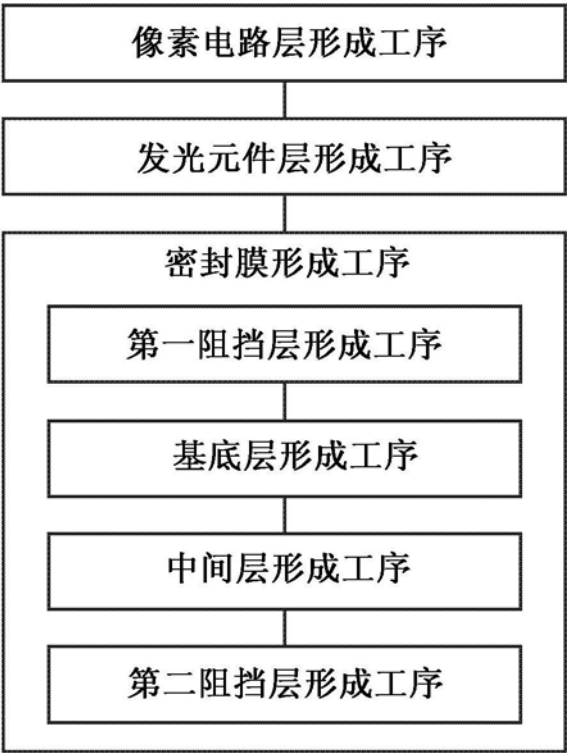 像素电路层形成工序
发光元件层形成工序
密封膜形成工序
第一阻挡层形成工序
基底层形成工序
中间层形成工序
第二阻挡层形成工序